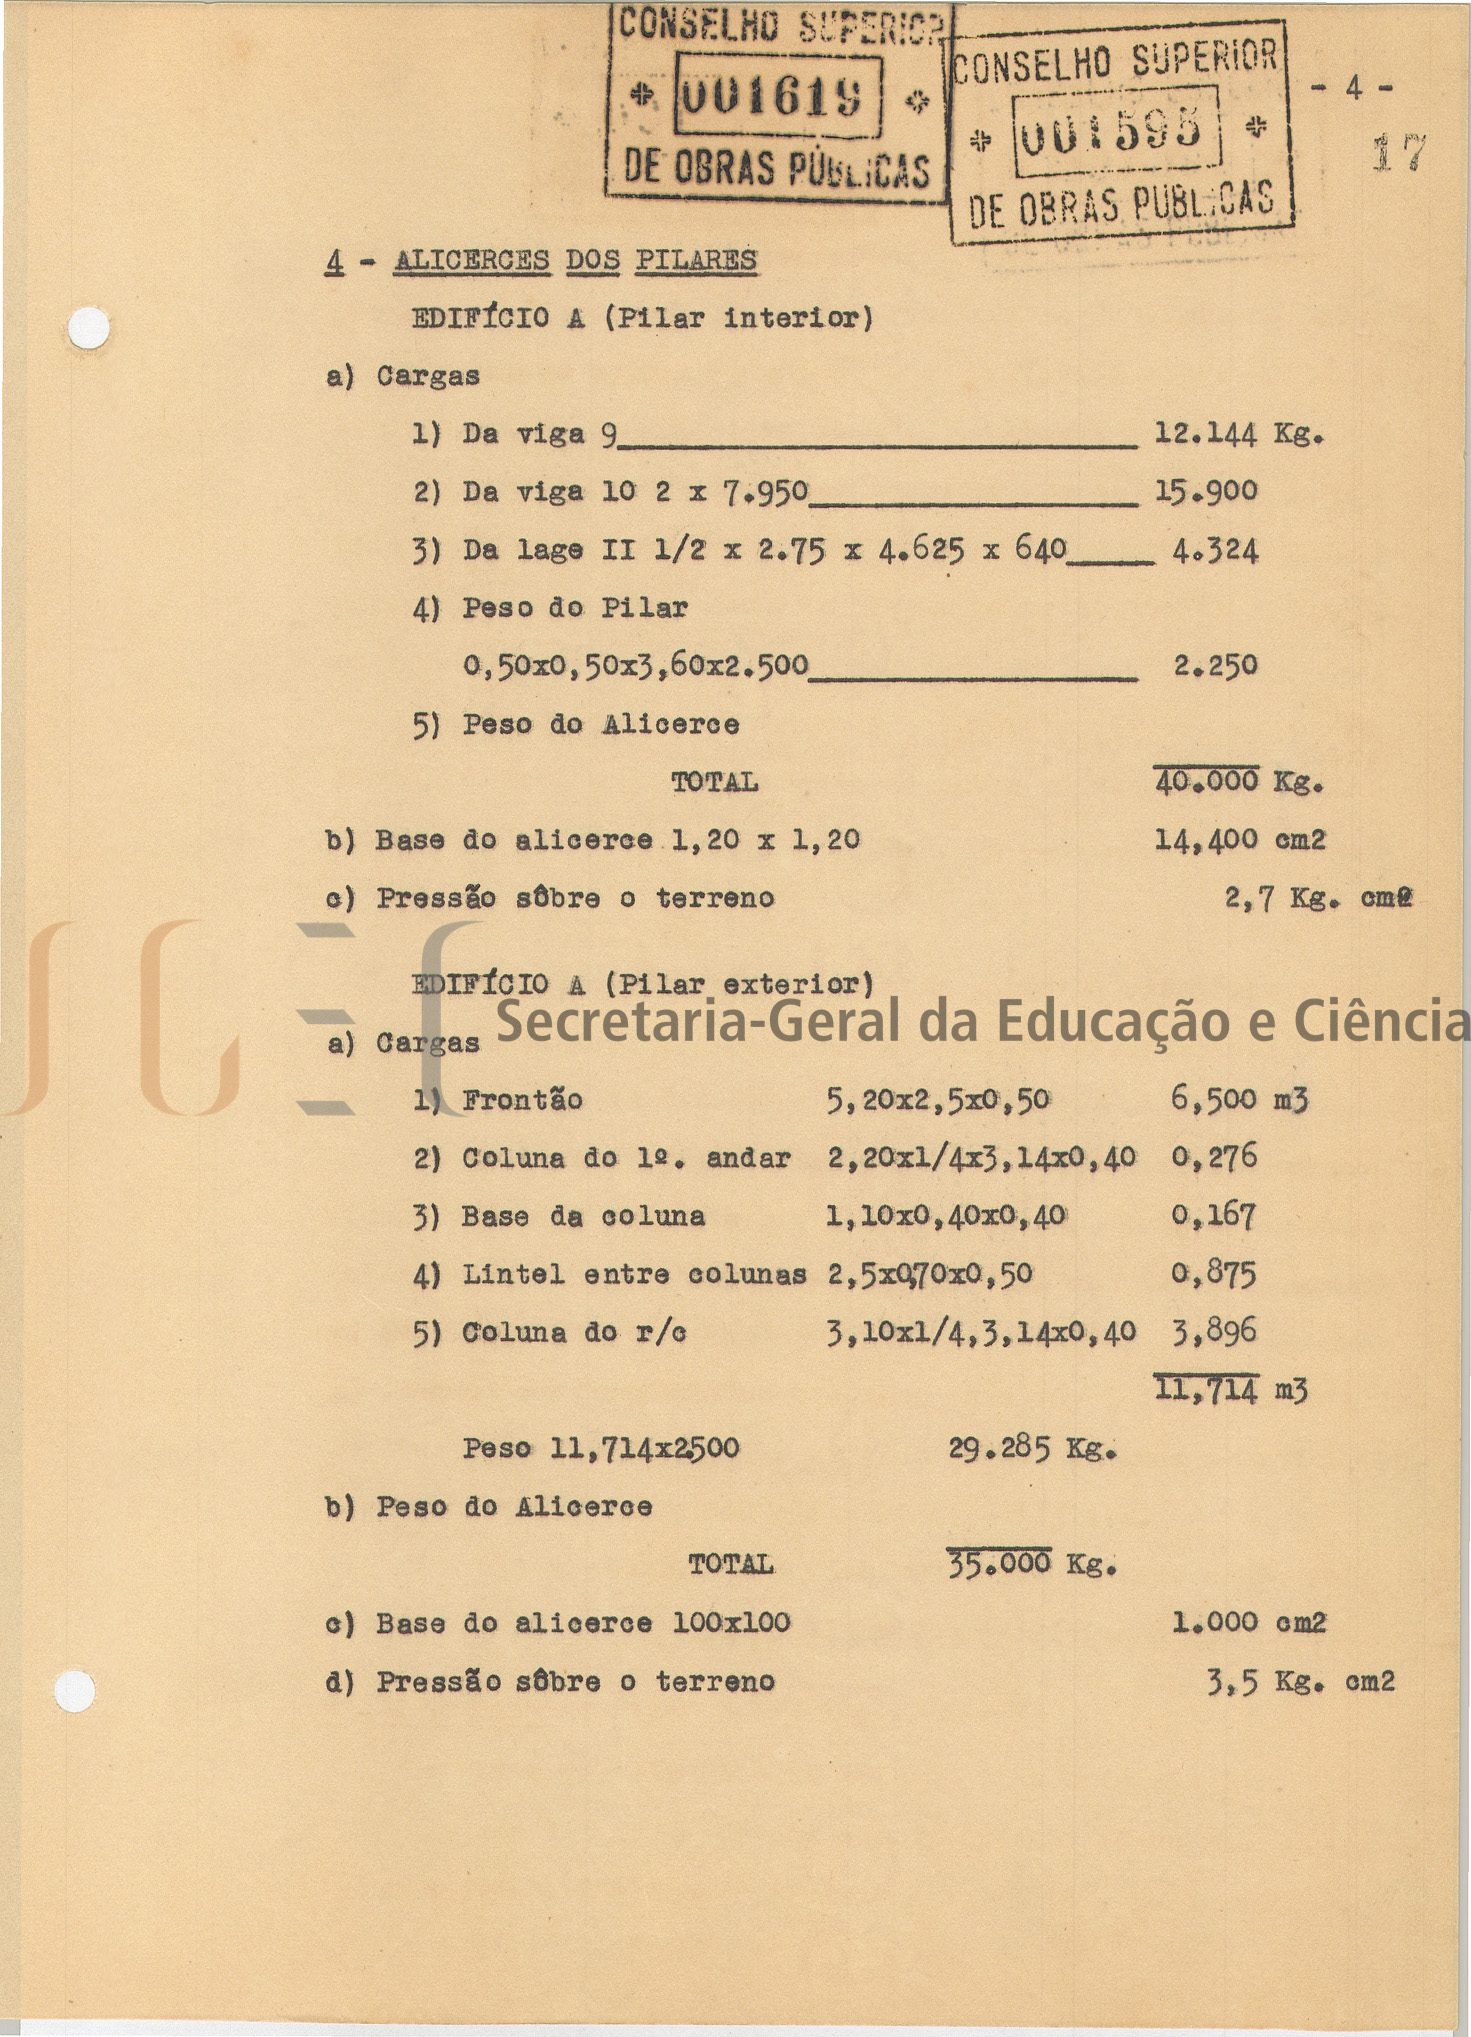 CONSELHO SUPERIOR
001619
DE OBRAS PÚBLICAS
CONSELHO SUPERIOR
001595
DE OBRAS PUBLICAS
- 4 -
17
4 - ALICERCES DOS PILARES
EDIFÍCIO A (Pilar interior)
a) Cargas
1) Da viga 9 12.144 Kg.
2) Da viga 10 2 x 7.950 15.900
3) Da lage II 1/2 x 2.75 x 4.625 x 640 4.324
4) Peso do Pilar
0,50x0,50x3,60x2.500 2.250
5) Peso do Alicerce
TOTAL 40.000 Kg.
b) Base do alicerce 1,20 x 1,20 14,400 cm2
c) Pressão sôbre o terreno 2,7 Kg. cm2
EDIFÍCIO A (Pilar exterior)
Secretaria-Geral da Educação e Ciência
a) Cargas
1) Frontão 5,20x2,5x0,50 6,500 m3
2) Coluna do 1º. andar 2,20x1/4x3,14x0,40 0,276
3) Base da coluna 1,10x0,40x0,40 0,167
4) Lintel entre colunas 2,5x0,70x0,50 0,875
5) Coluna do r/c 3,10x1/4,3,14x0,40 3,896
11,714 m3
Peso 11,714x2.500 29.285 Kg.
b) Peso do Alicerce
TOTAL 35.000 Kg.
c) Base do alicerce 100x100 1.000 cm2
d) Pressão sôbre o terreno 3,5 Kg. cm2